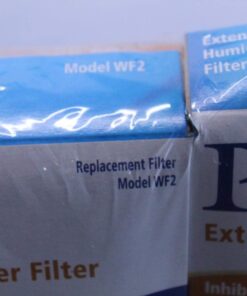 Model WF2
Replacement Filter
Model WF2
er Filter
Exten
Humi
Filter
Ext
Inhib